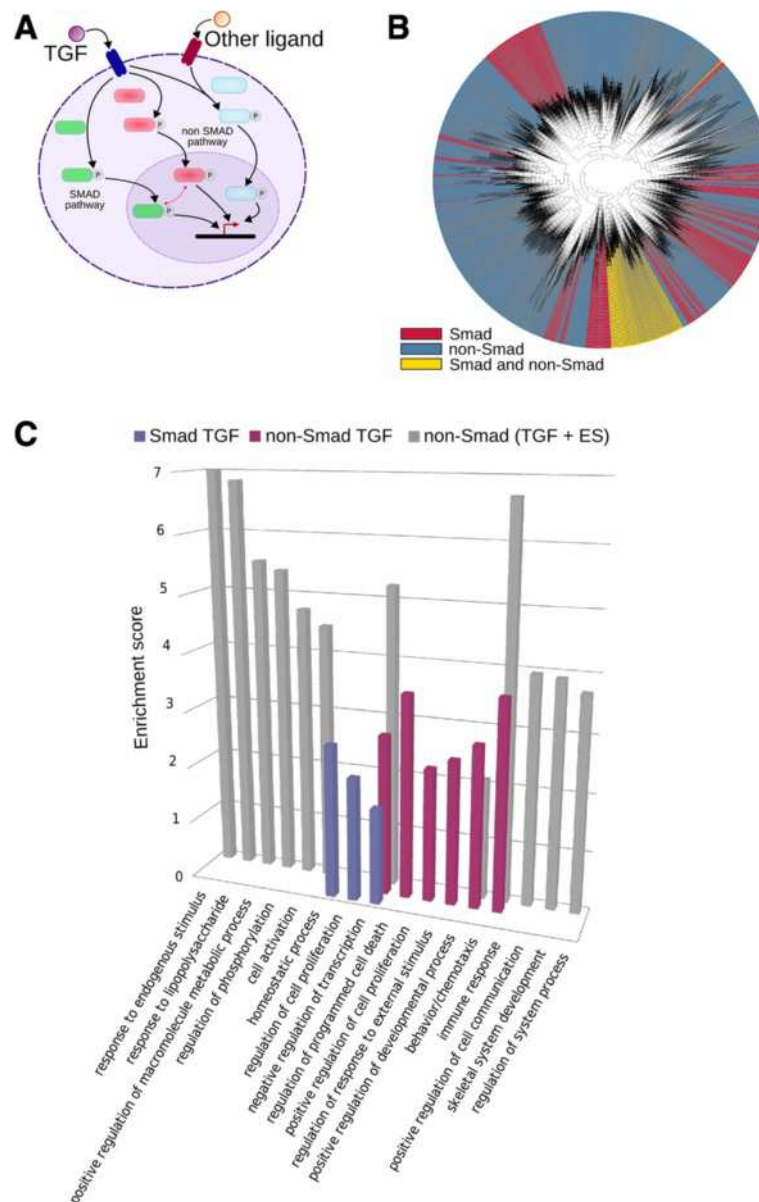 A
TGF
Other ligand
P
P
P
non SMAD
pathway
P
P
P
SMAD
pathway
P
B
Smad
non-Smad
Smad and non-Smad
C
Smad TGF
non-Smad TGF
non-Smad (TGF + ES)
Enrichment score
7
6
5
4
3
2
1
0
response to endogenous stimulus
response to lipopolysaccharide
positive regulation of macromolecule metabolic process
regulation of phosphorylation
cell activation
homeostatic process
regulation of cell proliferation
negative regulation of transcription
regulation of programmed cell death
positive regulation of cell proliferation
regulation of response to external stimulus
positive regulation of developmental process
behavior/chemotaxis
immune response
positive regulation of cell communication
skeletal system development
regulation of system process